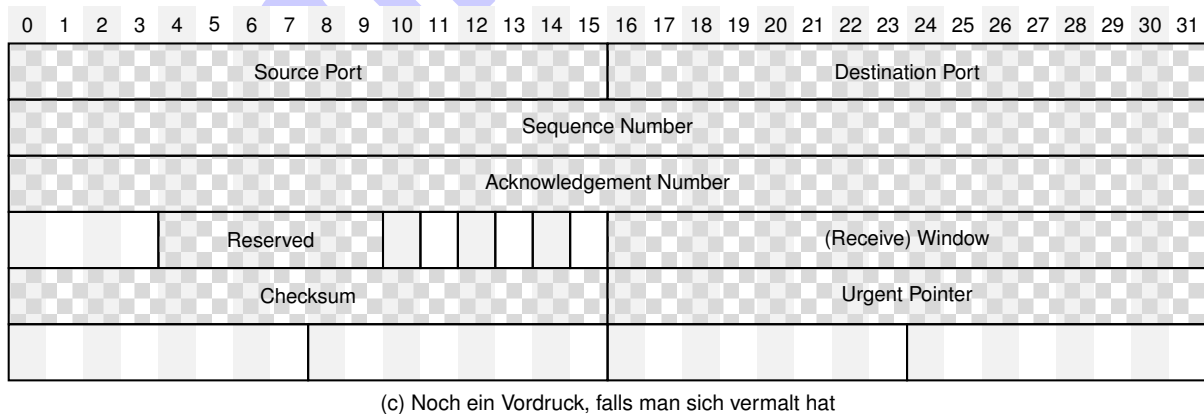 0 1 2 3 4 5 6 7 8 9 10 11 12 13 14 15 16 17 18 19 20 21 22 23 24 25 26 27 28 29 30 31
Source Port Destination Port
Sequence Number
Acknowledgement Number
Reserved (Receive) Window
Checksum Urgent Pointer
(c) Noch ein Vordruck, falls man sich vermalt hat